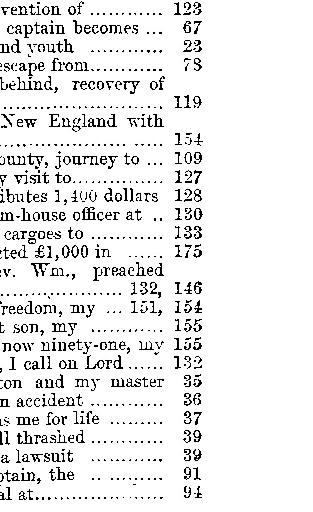 vention of ............ 123
captain becomes ... 67
nd youth ............ 23
escape from............ 78
behind, recovery of
........................ 119
New England with
........................ 154
ounty, journey to ... 109
y visit to............... 127
ibutes 1,400 dollars 128
m-house officer at .. 130
cargoes to ............ 133
ted £1,000 in ...... 175
ev. Wm., preached
........................ 132, 146
freedom, my ... 151, 154
t son, my ............ 155
now ninety-one, my 155
, I call on Lord...... 132
ton and my master 35
n accident ............ 36
s me for life ......... 37
ll thrashed ............ 39
a lawsuit ............ 39
ptain, the ............ 91
al at..................... 94